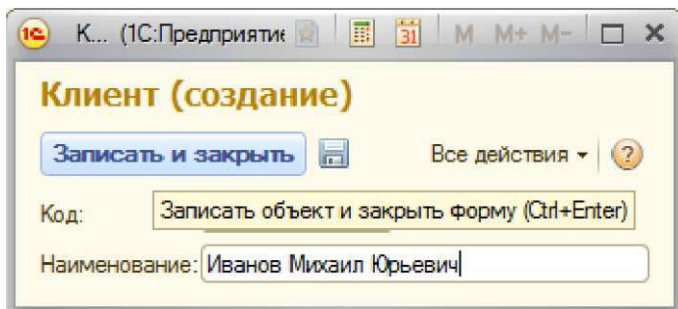 1С К... (1С:Предприятие 31 M M+ M-
Клиент (создание)
Записать и закрыть Все действия ?
Код: Записать объект и закрыть форму (Ctrl+Enter)
Наименование: Иванов Михаил Юрьевич